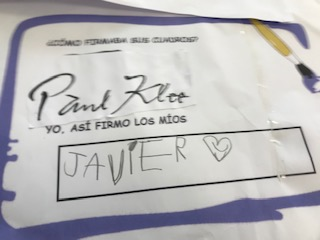 ¿CÓMO FIRMABA SUS CUADROS?
Paul Klee
YO, ASÍ FIRMO LOS MÍOS
JAVIER